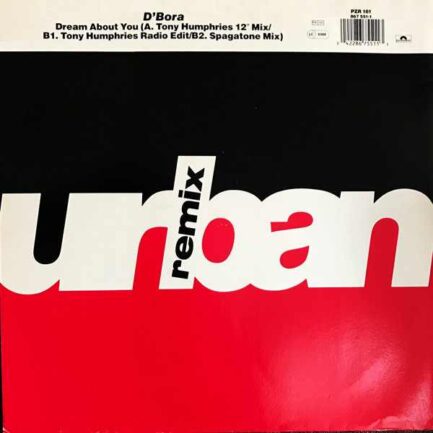 D'Bora
Dream About You (A. Tony Humphries 12" Mix/
B1. Tony Humphries Radio Edit/B2. Spagatone Mix)
PZR 161
867 551-1
urban
remix